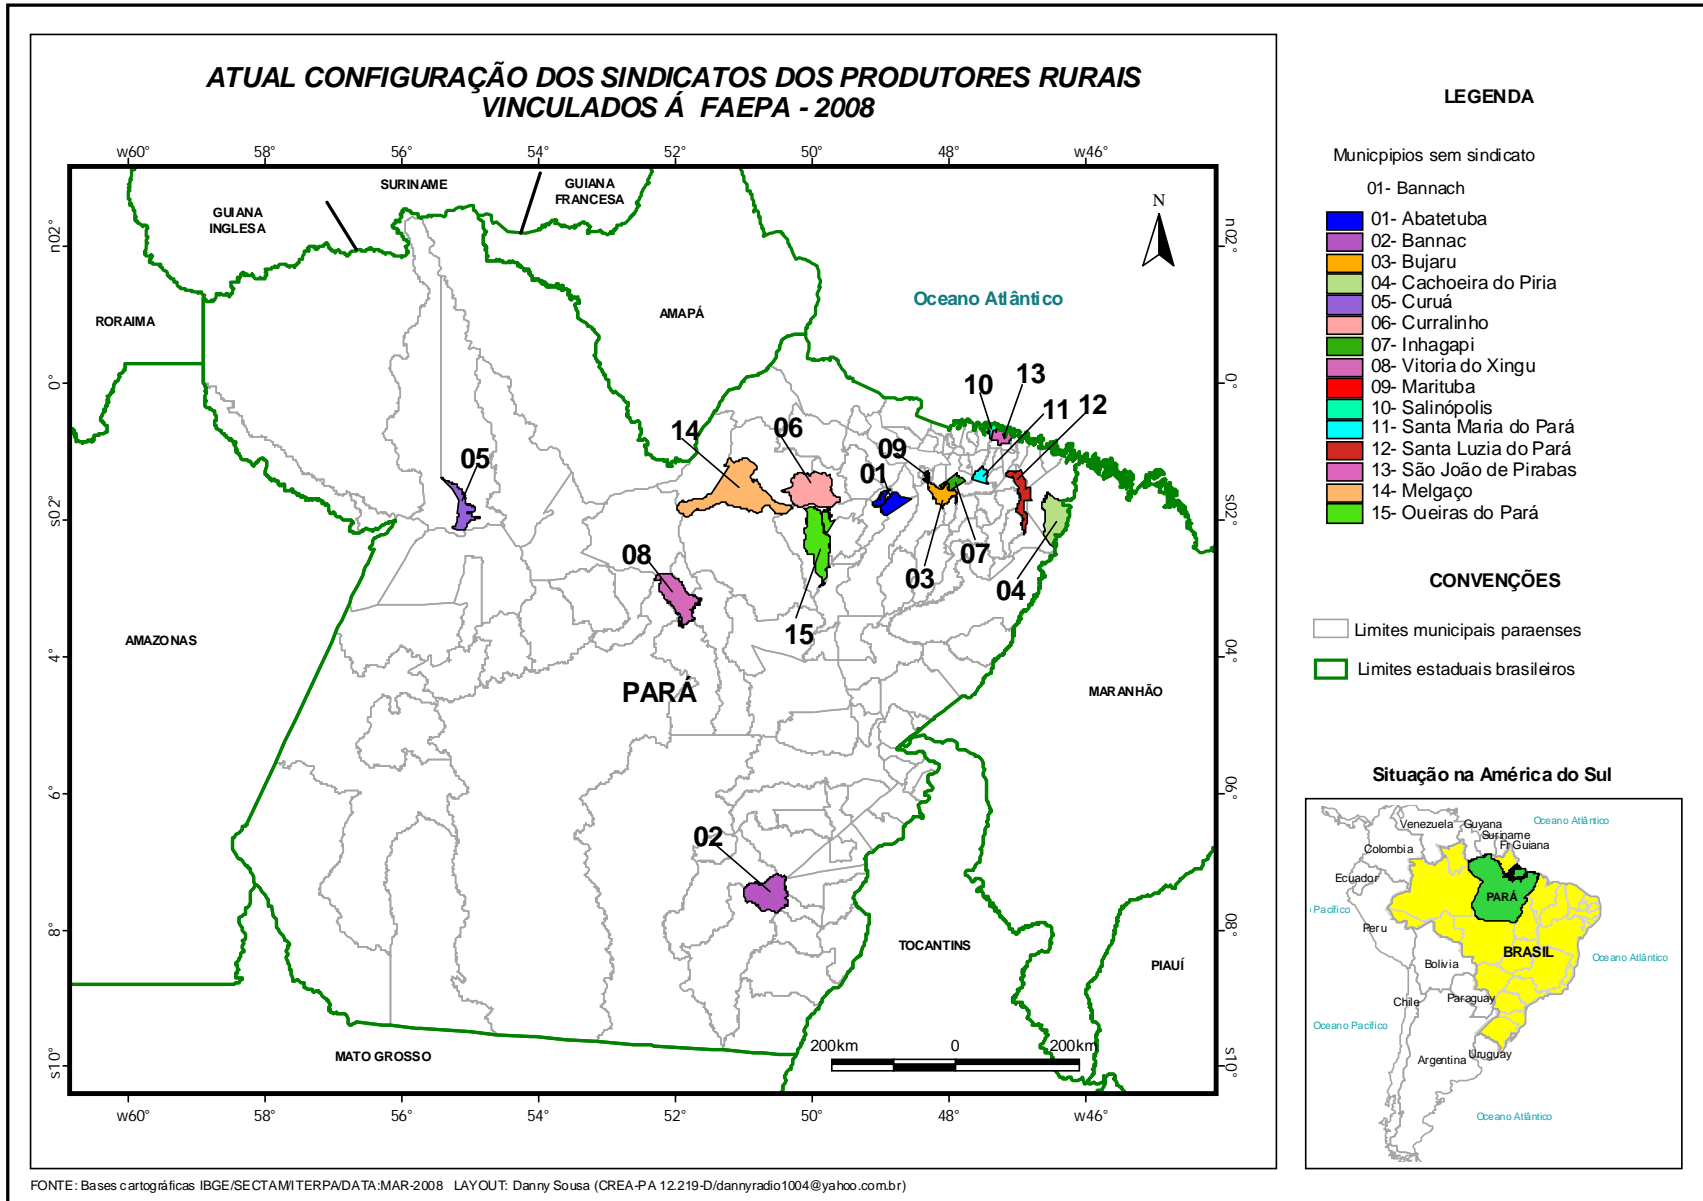 ATUAL CONFIGURAÇÃO DOS SINDICATOS DOS PRODUTORES RURAIS
VINCULADOS Á FAEPA - 2008
w60° 58° 56° 54° 52° 50° 48° w46°
SURINAME
GUIANA
FRANCESA
GUIANA
INGLESA
N
n02° n02°
Oceano Atlântico
RORAIMA
AMAPÁ
0° 0°
10
13
11
12
14
06
09
05
01
s02° s02°
08
03
07
04
15
AMAZONAS
4° 04°
PARÁ
MARANHÃO
6° 06°
02
8° 08°
TOCANTINS
PIAUÍ
200km 0 200km
MATO GROSSO
s10° s10°
w60° 58° 56° 54° 52° 50° 48° w46°
LEGENDA
Municpipios sem sindicato
01- Bannach
01- Abatetuba
02- Bannac
03- Bujaru
04- Cachoeira do Piria
05- Curuá
06- Curralinho
07- Inhagapi
08- Vitoria do Xingu
09- Marituba
10- Salinópolis
11- Santa Maria do Pará
12- Santa Luzia do Pará
13- São João de Pirabas
14- Melgaço
15- Oueiras do Pará
CONVENÇÕES
Limites municipais paraenses
Limites estaduais brasileiros
Situação na América do Sul
Venezuela
Guyana
Oceano Atlântico
Suriname
Fr Guiana
Colombia
Ecuador
PARÁ
Pacífico
Peru
BRASIL
Oceano Atlântico
Bolívia
Chile
Paraguay
Oceano Pacífico
Uruguay
Argentina
Oceano Atlântico
FONTE: Bases cartográficas IBGE/SECTAM/ITERPA/DATA:MAR-2008 LAYOUT: Danny Sousa (CREA-PA 12.219-D/dannyradio1004@yahoo.com.br)